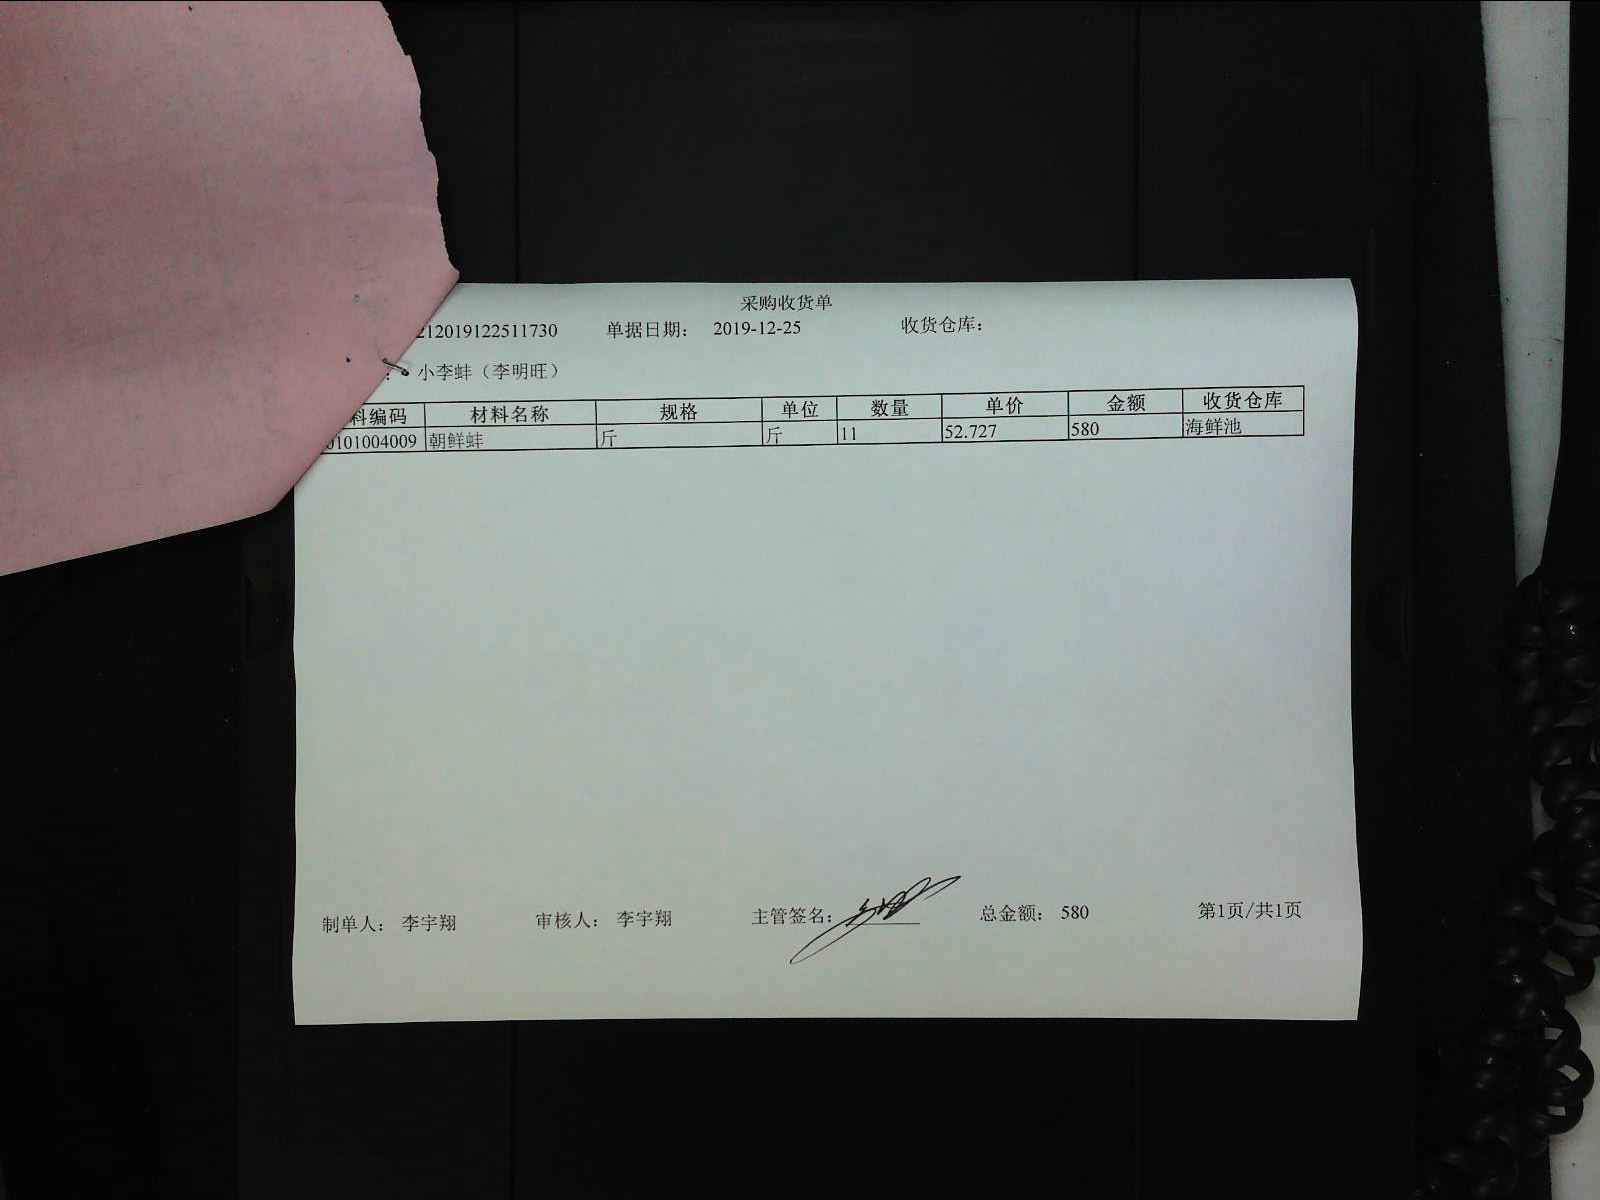 采购收货单
212019122511730 单据日期： 2019-12-25 收货仓库：
：小李蚌（李明旺）
料编码 材料名称 规格 单位 数量 单价 金额 收货仓库
0101004009 朝鲜蚌 斤 斤 11 52.727 580 海鲜池
制单人： 李宇翔 审核人： 李宇翔 主管签名： 总金额： 580 第1页/共1页